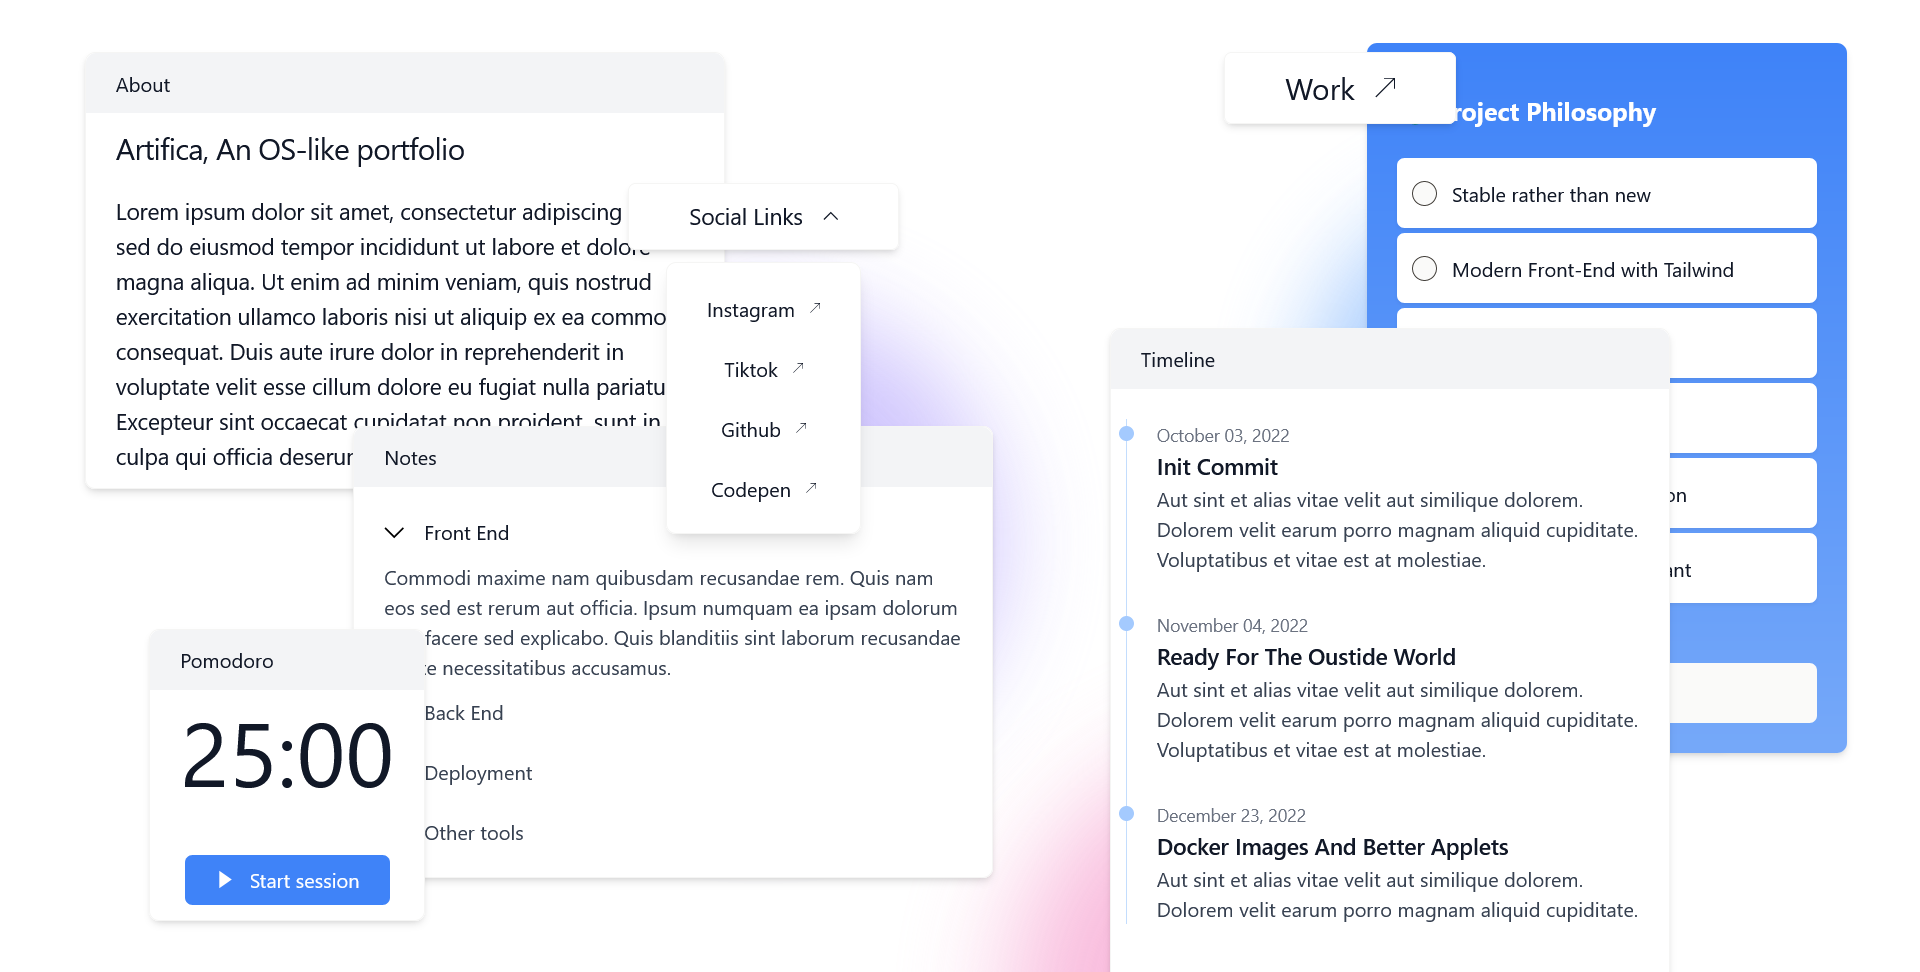 About
Artifica, An OS-like portfolio
Lorem ipsum dolor sit amet, consectetur adipiscing
sed do eiusmod tempor incididunt ut labore et dolore
magna aliqua. Ut enim ad minim veniam, quis nostrud
exercitation ullamco laboris nisi ut aliquip ex ea commo
consequat. Duis aute irure dolor in reprehenderit in
voluptate velit esse cillum dolore eu fugiat nulla pariatu
Excepteur sint occaecat cupidatat non proident, sunt in
culpa qui officia deserun
Social Links
Instagram
Tiktok
Github
Codepen
Notes
Front End
Commodi maxime nam quibusdam recusandae rem. Quis nam
eos sed est rerum aut officia. Ipsum numquam ea ipsam dolorum
facere sed explicabo. Quis blanditiis sint laborum recusandae
necessitatibus accusamus.
Back End
Deployment
Other tools
Pomodoro
25:00
Start session
Work
roject Philosophy
Stable rather than new
Modern Front-End with Tailwind
on
ant
Timeline
October 03, 2022
Init Commit
Aut sint et alias vitae velit aut similique dolorem.
Dolorem velit earum porro magnam aliquid cupiditate.
Voluptatibus et vitae est at molestiae.
November 04, 2022
Ready For The Oustide World
Aut sint et alias vitae velit aut similique dolorem.
Dolorem velit earum porro magnam aliquid cupiditate.
Voluptatibus et vitae est at molestiae.
December 23, 2022
Docker Images And Better Applets
Aut sint et alias vitae velit aut similique dolorem.
Dolorem velit earum porro magnam aliquid cupiditate.